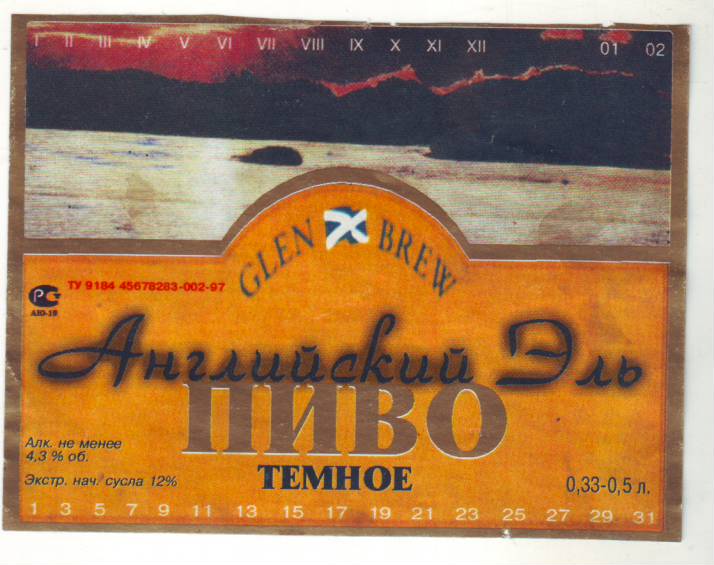 I II III IV V VI VII VIII IX X XI XII 01 02
GLEN BREW
ТУ 9184 45678283-002-97
РС
АЮ-18
Английский Эль
ПИВО
ТЕМНОЕ
Алк. не менее
4,3 % об.
Экстр. нач. сусла 12%
0,33-0,5 л.
1 3 5 7 9 11 13 15 17 19 21 23 25 27 29 31